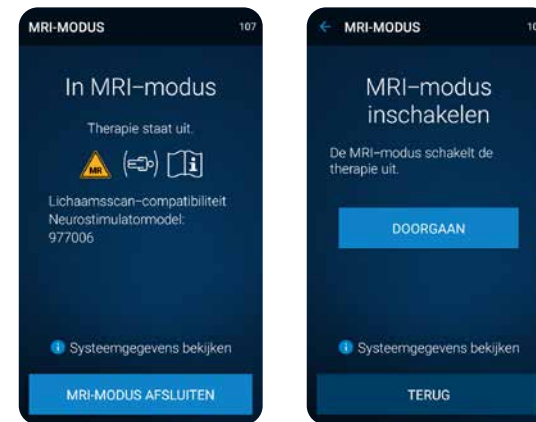 MRI-MODUS 107
In MRI-modus
Therapie staat uit.
MR
Lichaamsscan-compatibiliteit
Neurostimulatormodel:
977006
i Systeemgegevens bekijken
MRI-MODUS AFSLUITEN
MRI-MODUS
MRI-modus
inschakelen
De MRI-modus schakelt de
therapie uit.
DOORGAAN
i Systeemgegevens bekijken
TERUG